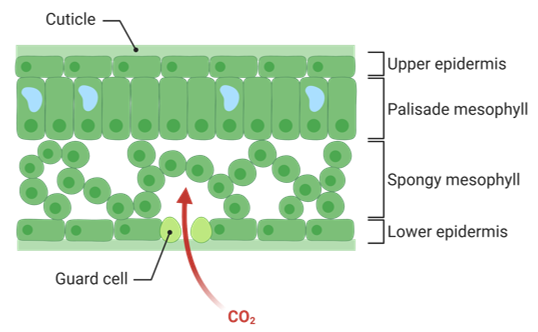 Cuticle
Upper epidermis
Palisade mesophyll
Spongy mesophyll
Lower epidermis
Guard cell
CO₂